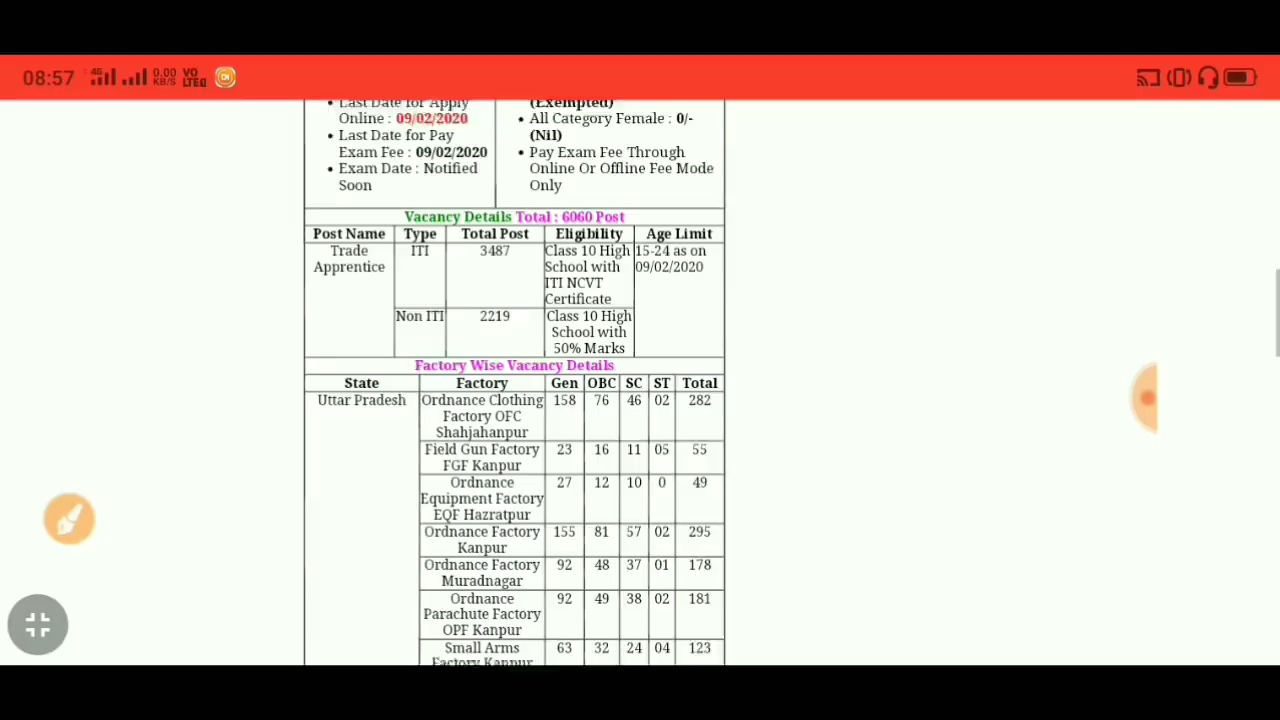 08:57 4G 0.00 KB/S VO LTE
Last Date for Apply
Online : 09/02/2020
Last Date for Pay
Exam Fee : 09/02/2020
Exam Date : Notified
Soon
(Exempted)
All Category Female : 0/-
(Nil)
Pay Exam Fee Through
Online Or Offline Fee Mode
Only
Vacancy Details Total : 6060 Post
Post Name Type Total Post Eligibility Age Limit
Trade
Apprentice
ITI
3487
Class 10 High
School with
ITI NCVT
Certificate
15-24 as on
09/02/2020
Non ITI
2219
Class 10 High
School with
50% Marks
Factory Wise Vacancy Details
State Factory Gen OBC SC ST Total
Uttar Pradesh
Ordnance Clothing
Factory OFC
Shahjahanpur
158 76 46 02 282
Field Gun Factory
FGF Kanpur
23 16 11 05 55
Ordnance
Equipment Factory
EQF Hazratpur
27 12 10 0 49
Ordnance Factory
Kanpur
155 81 57 02 295
Ordnance Factory
Muradnagar
92 48 37 01 178
Ordnance
Parachute Factory
OPF Kanpur
92 49 38 02 181
Small Arms
Factory Kanpur
63 32 24 04 123